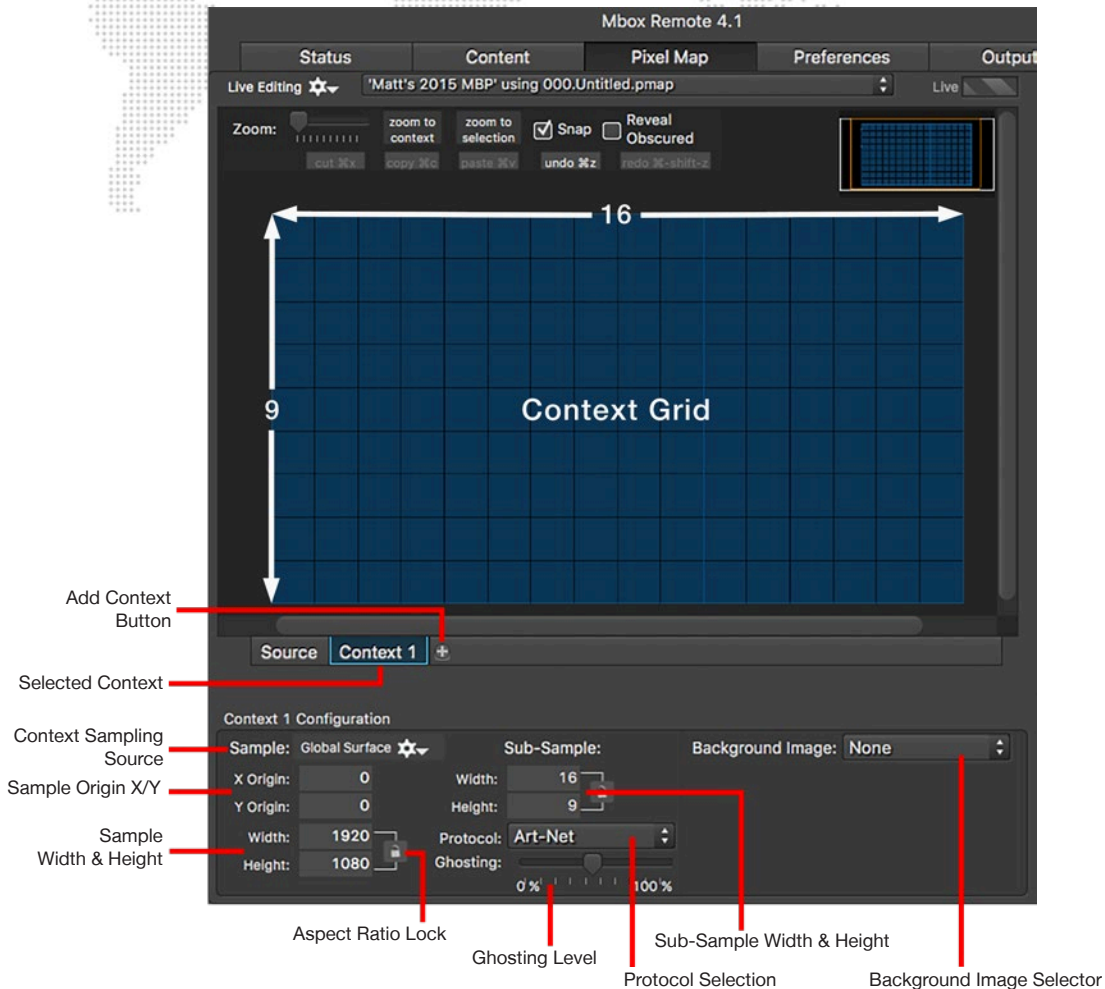 Mbox Remote 4.1
Status Content Pixel Map Preferences Output
Live Editing 'Matt's 2015 MBP' using 000.Untitled.pmap Live
Zoom: zoom to context zoom to selection Snap Reveal Obscured
cut ⌘x copy ⌘c paste ⌘v undo ⌘z redo ⌘-shift-z
16
9
Context Grid
Add Context
Button
Source Context 1 +
Selected Context
Context 1 Configuration
Context Sampling
Source
Sample: Global Surface Sub-Sample: Background Image: None
Sample Origin X/Y
X Origin: 0 Width: 16
Y Origin: 0 Height: 9
Sample
Width & Height
Width: 1920 Protocol: Art-Net
Height: 1080 Ghosting:
0% 100%
Aspect Ratio Lock
Ghosting Level
Sub-Sample Width & Height
Protocol Selection
Background Image Selector